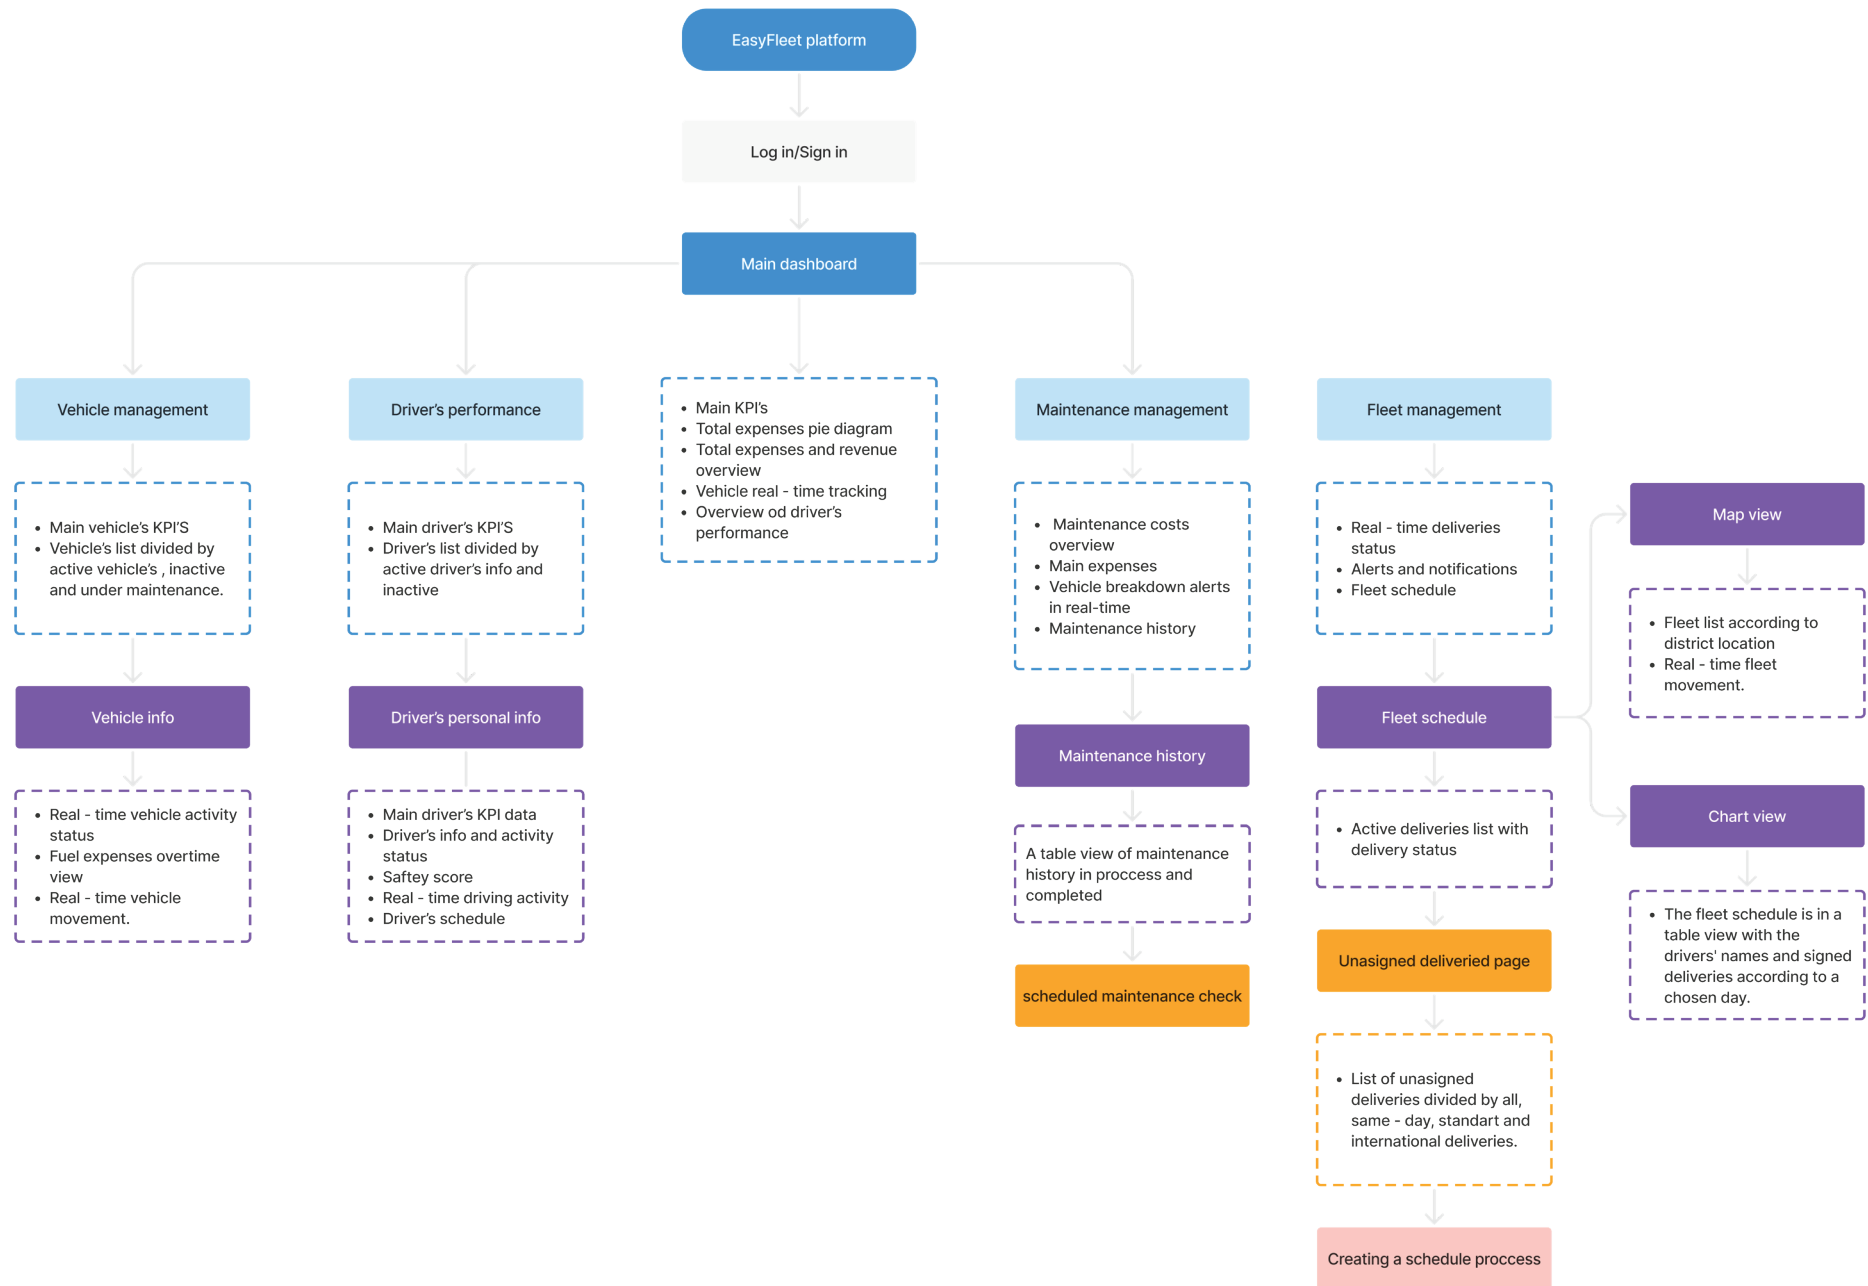 EasyFleet platform
Log in/Sign in
Main dashboard
Vehicle management
• Main vehicle's KPI'S
• Vehicle's list divided by
active vehicle's , inactive
and under maintenance.
Vehicle info
• Real - time vehicle activity
status
• Fuel expenses overtime
view
• Real - time vehicle
movement.
Driver's performance
• Main driver's KPI'S
• Driver's list divided by
active driver's info and
inactive
Driver's personal info
• Main driver's KPI data
• Driver's info and activity
status
• Saftey score
• Real - time driving activity
• Driver's schedule
• Main KPI's
• Total expenses pie diagram
• Total expenses and revenue
overview
• Vehicle real - time tracking
• Overview od driver's
performance
Maintenance management
• Maintenance costs
overview
• Main expenses
• Vehicle breakdown alerts
in real-time
• Maintenance history
Maintenance history
A table view of maintenance
history in proccess and
completed
scheduled maintenance check
Fleet management
• Real - time deliveries
status
• Alerts and notifications
• Fleet schedule
Fleet schedule
• Active deliveries list with
delivery status
Unasigned deliveried page
• List of unasigned
deliveries divided by all,
same - day, standart and
international deliveries.
Creating a schedule proccess
Map view
• Fleet list according to
district location
• Real - time fleet
movement.
Chart view
• The fleet schedule is in a
table view with the
drivers' names and signed
deliveries according to a
chosen day.